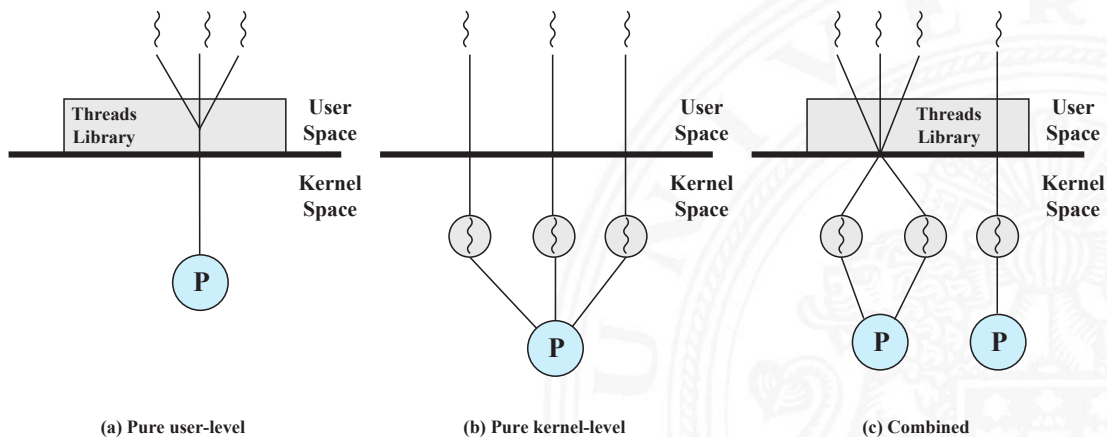 Threads
Library
User
Space
Kernel
Space
P
(a) Pure user-level
User
Space
Kernel
Space
P
(b) Pure kernel-level
Threads
Library
User
Space
Kernel
Space
P
P
(c) Combined
U N I V E R